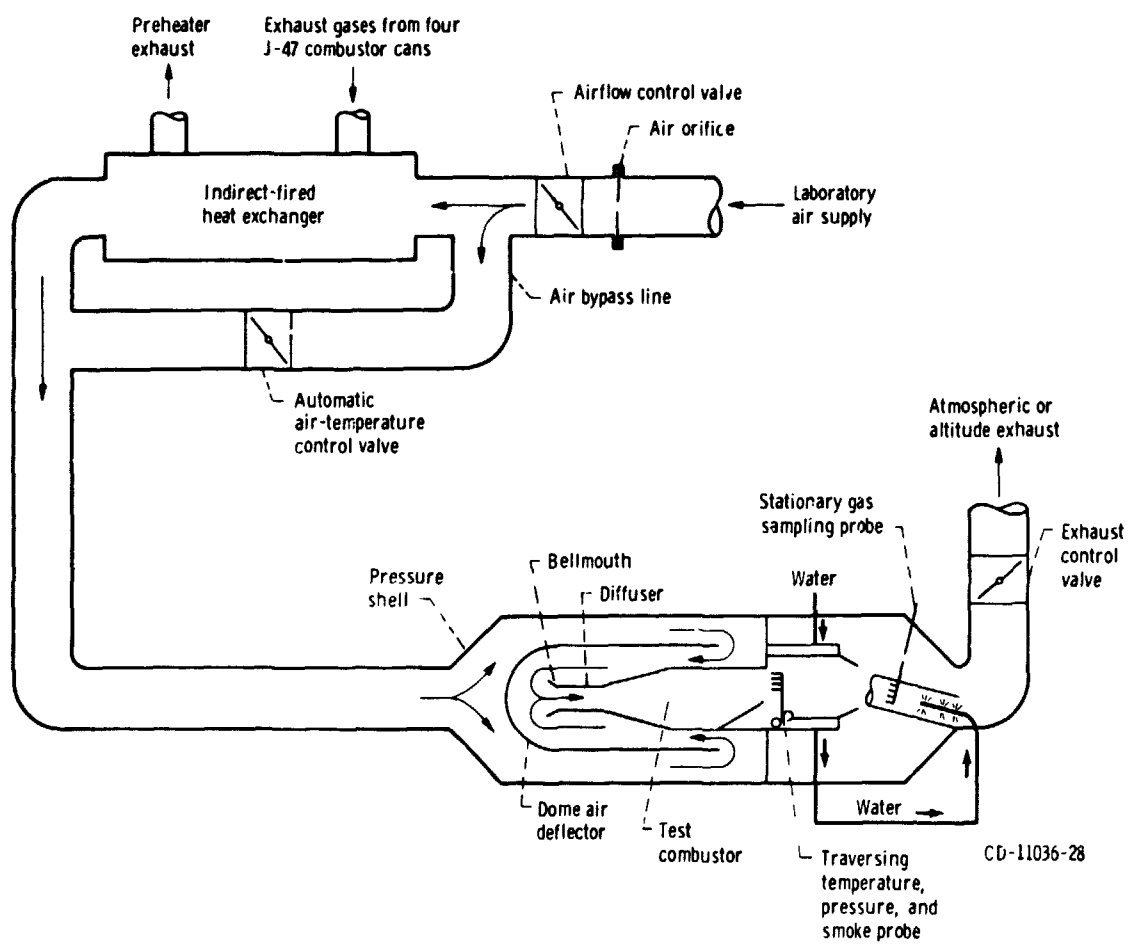 Preheater
exhaust
Exhaust gases from four
J-47 combustor cans
Airflow control valve
Air orifice
Indirect-fired
heat exchanger
Laboratory
air supply
Air bypass line
Automatic
air-temperature
control valve
Atmospheric or
altitude exhaust
Stationary gas
sampling probe
Exhaust
control
valve
Bellmouth
Diffuser
Water
Pressure
shell
Dome air
deflector
Test
combustor
Water
Traversing
temperature,
pressure, and
smoke probe
CD-11036-28